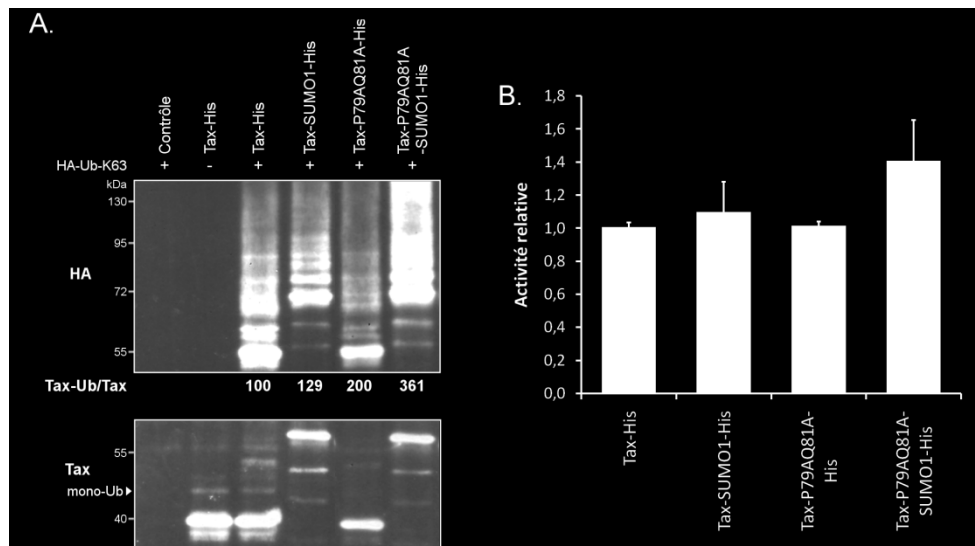 A.
Contrôle
Tax-His
Tax-His
Tax-SUMO1-His
Tax-P79AQ81A-His
Tax-P79AQ81A
-SUMO1-His
HA-Ub-K63 + - + + + +
kDa
130
95
HA
72
55
Tax-Ub/Tax 100 129 200 361
55
Tax
mono-Ub
40
B.
Activité relative
1,8
1,6
1,4
1,2
1,0
0,8
0,6
0,4
0,2
0,0
Tax-His
Tax-SUMO1-His
Tax-P79AQ81A-
His
Tax-P79AQ81A-
SUMO1-His